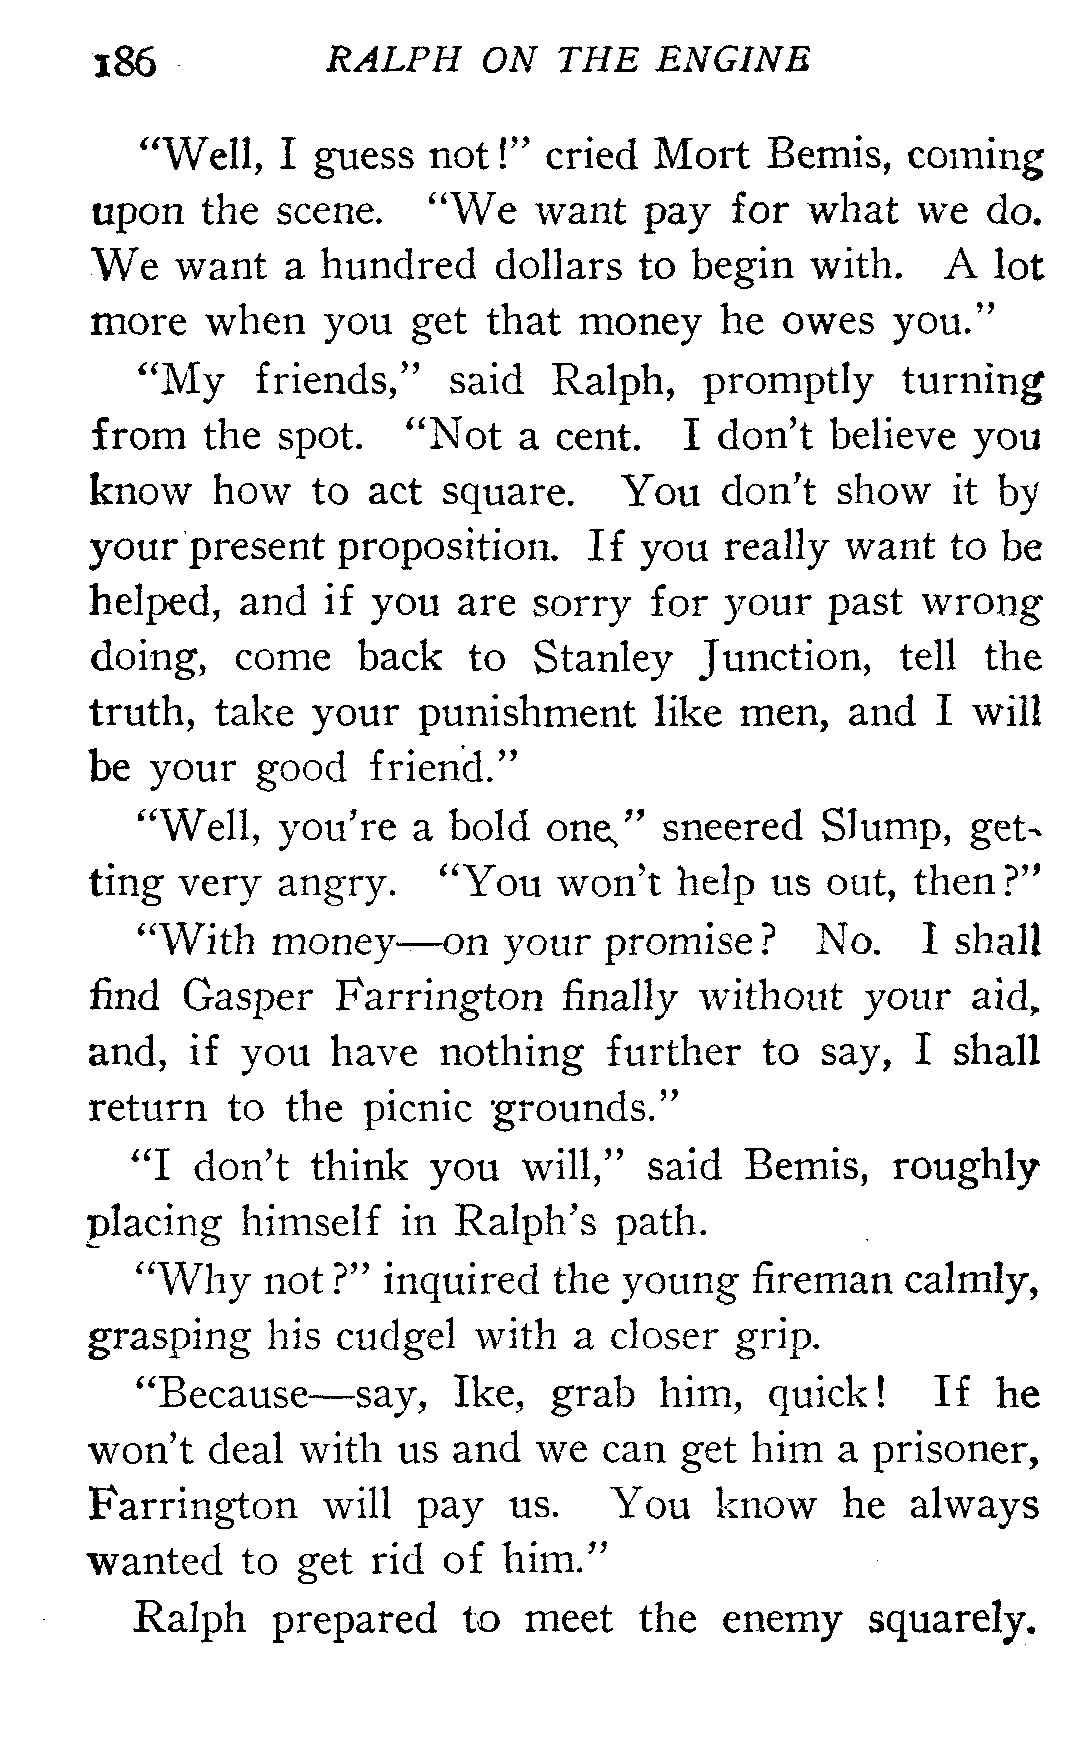 186 RALPH ON THE ENGINE
“Well, I guess not!” cried Mort Bemis, coming
upon the scene. “We want pay for what we do.
We want a hundred dollars to begin with. A lot
more when you get that money he owes you.”
“My friends,” said Ralph, promptly turning
from the spot. “Not a cent. I don’t believe you
know how to act square. You don’t show it by
your present proposition. If you really want to be
helped, and if you are sorry for your past wrong
doing, come back to Stanley Junction, tell the
truth, take your punishment like men, and I will
be your good friend.”
“Well, you’re a bold one,” sneered Slump, get-
ting very angry. “You won’t help us out, then?”
“With money—on your promise? No. I shall
find Gasper Farrington finally without your aid,
and, if you have nothing further to say, I shall
return to the picnic grounds.”
“I don’t think you will,” said Bemis, roughly
placing himself in Ralph’s path.
“Why not?” inquired the young fireman calmly,
grasping his cudgel with a closer grip.
“Because—say, Ike, grab him, quick! If he
won’t deal with us and we can get him a prisoner,
Farrington will pay us. You know he always
wanted to get rid of him.”
Ralph prepared to meet the enemy squarely.